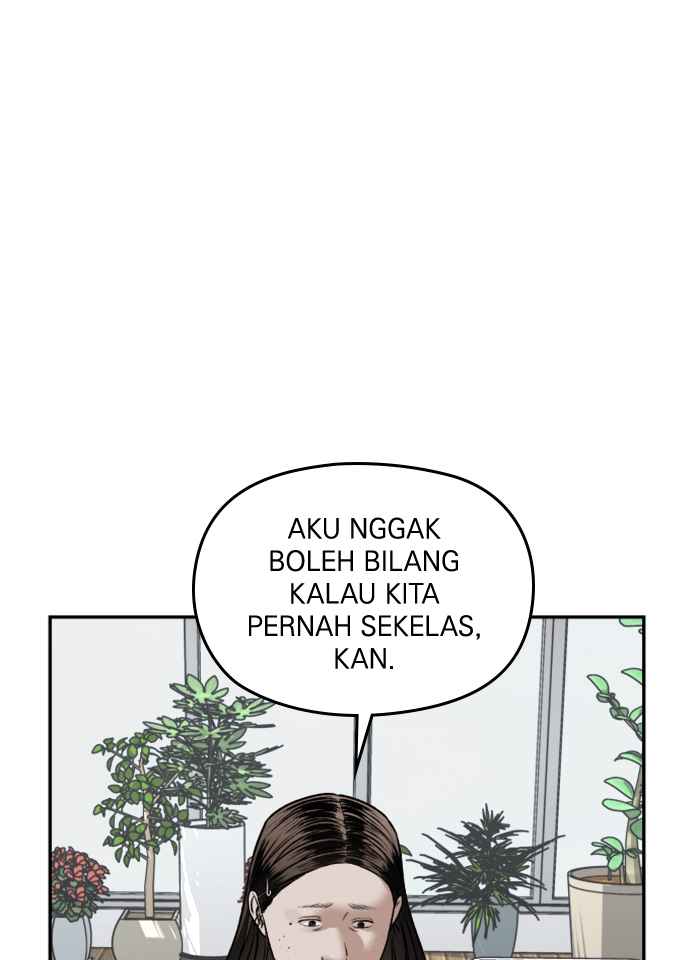 AKU NGGAK
BOLEH BILANG
KALAU KITA
PERNAH SEKELAS,
KAN.